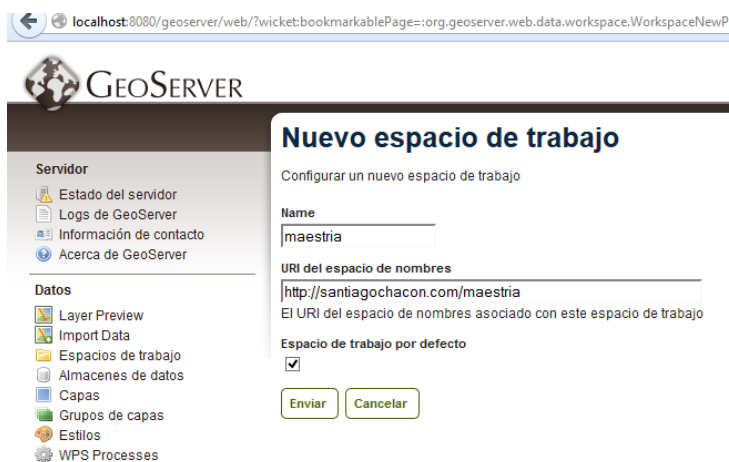 localhost:8080/geoserver/web/?wicket:bookmarkablePage=:org.geoserver.web.data.workspace.WorkspaceNewP
GEOSERVER
Servidor
Estado del servidor
Logs de GeoServer
Información de contacto
Acerca de GeoServer
Datos
Layer Preview
Import Data
Espacios de trabajo
Almacenes de datos
Capas
Grupos de capas
Estilos
WPS Processes
Nuevo espacio de trabajo
Configurar un nuevo espacio de trabajo
Name
maestria
URI del espacio de nombres
http://santiagochacon.com/maestria
El URI del espacio de nombres asociado con este espacio de trabajo
Espacio de trabajo por defecto
Enviar Cancelar